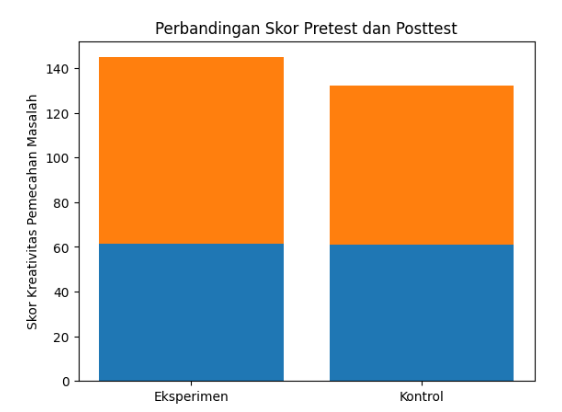 Perbandingan Skor Pretest dan Posttest
Skor Kreativitas Pemecahan Masalah
140
120
100
80
60
40
20
0
Eksperimen
Kontrol